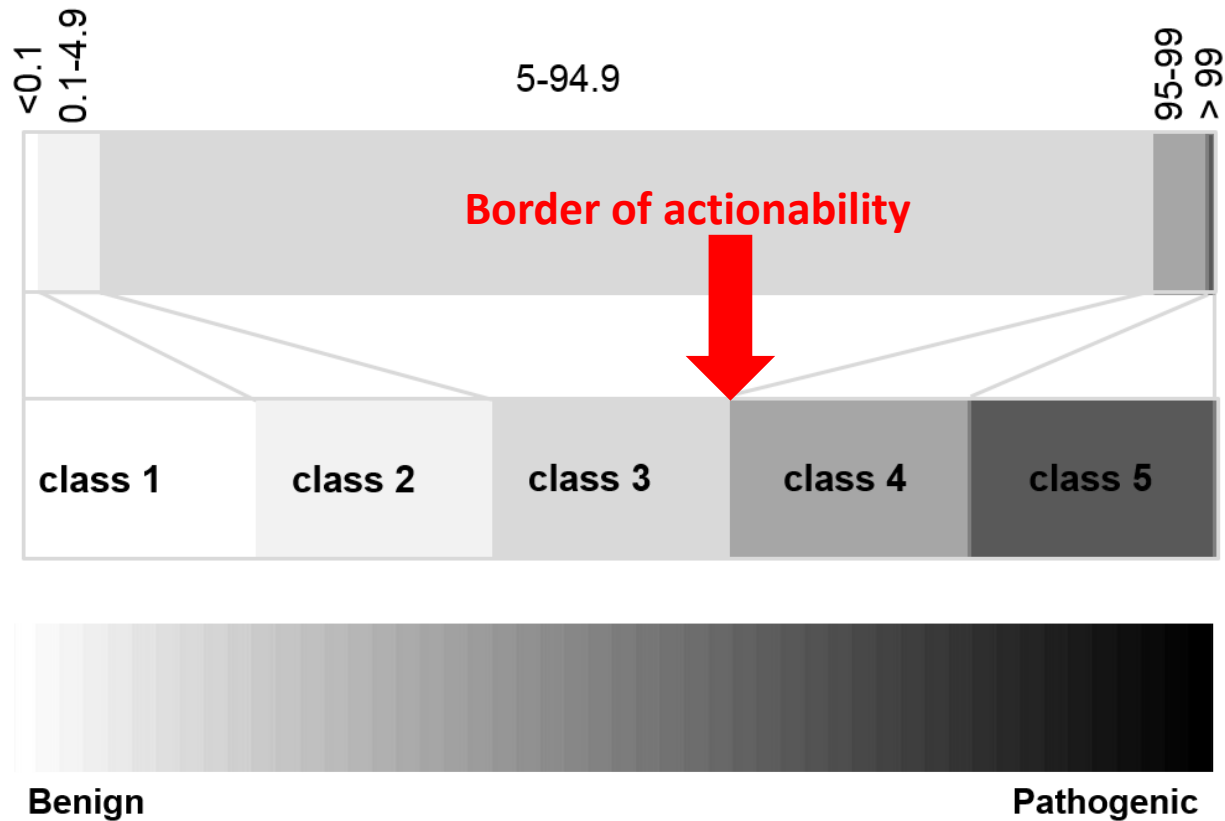 <0.1
0.1-4.9
5-94.9
95-99
> 99
Border of actionability
class 1
class 2
class 3
class 4
class 5
Benign
Pathogenic